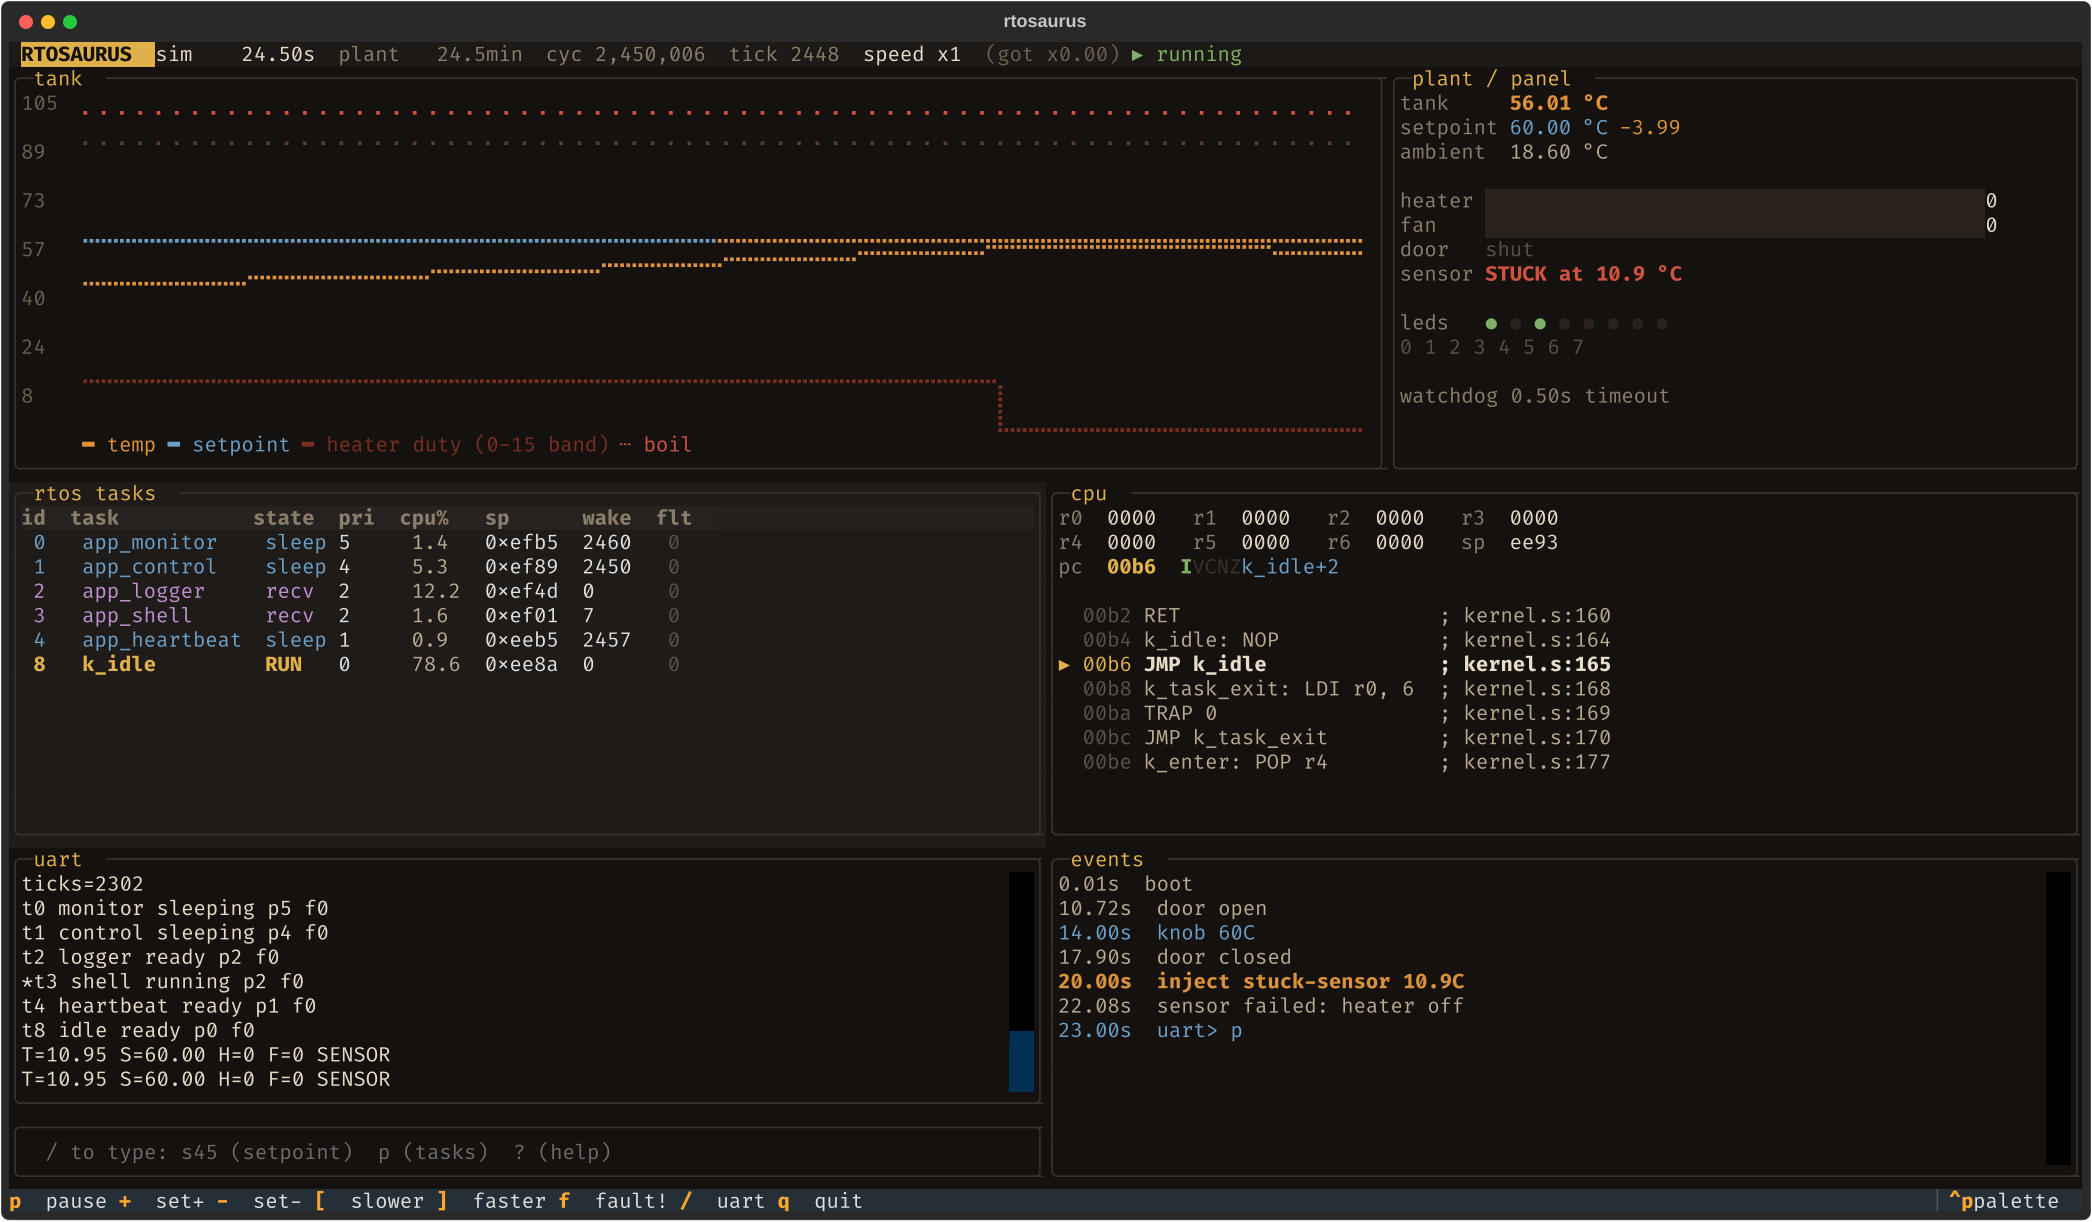 rtosaurus
RTOSAURUS sim 24.50s plant 24.5min cyc 2,450,006 tick 2448 speed x1 (got x0.00) ▶ running
tank
105
89
73
57
40
24
8
temp setpoint heater duty (0-15 band) boil
plant / panel
tank 56.01 °C
setpoint 60.00 °C -3.99
ambient 18.60 °C
heater 0
fan 0
door shut
sensor STUCK at 10.9 °C
leds ● ● ● ● ● ● ● ●
0 1 2 3 4 5 6 7
watchdog 0.50s timeout
rtos tasks
id task state pri cpu% sp wake flt
0 app_monitor sleep 5 1.4 0×efb5 2460 0
1 app_control sleep 4 5.3 0×ef89 2450 0
2 app_logger recv 2 12.2 0×ef4d 0 0
3 app_shell recv 2 1.6 0×ef01 7 0
4 app_heartbeat sleep 1 0.9 0×eeb5 2457 0
8 k_idle RUN 0 78.6 0×ee8a 0 0
cpu
r0 0000 r1 0000 r2 0000 r3 0000
r4 0000 r5 0000 r6 0000 sp ee93
pc 00b6 IVCNZk_idle+2
00b2 RET ; kernel.s:160
00b4 k_idle: NOP ; kernel.s:164
▶ 00b6 JMP k_idle ; kernel.s:165
00b8 k_task_exit: LDI r0, 6 ; kernel.s:168
00ba TRAP 0 ; kernel.s:169
00bc JMP k_task_exit ; kernel.s:170
00be k_enter: POP r4 ; kernel.s:177
uart
ticks=2302
t0 monitor sleeping p5 f0
t1 control sleeping p4 f0
t2 logger ready p2 f0
*t3 shell running p2 f0
t4 heartbeat ready p1 f0
t8 idle ready p0 f0
T=10.95 S=60.00 H=0 F=0 SENSOR
T=10.95 S=60.00 H=0 F=0 SENSOR
/ to type: s45 (setpoint) p (tasks) ? (help)
events
0.01s boot
10.72s door open
14.00s knob 60C
17.90s door closed
20.00s inject stuck-sensor 10.9C
22.08s sensor failed: heater off
23.00s uart> p
p pause + set+ - set- [ slower ] faster f fault! / uart q quit ^ppalette